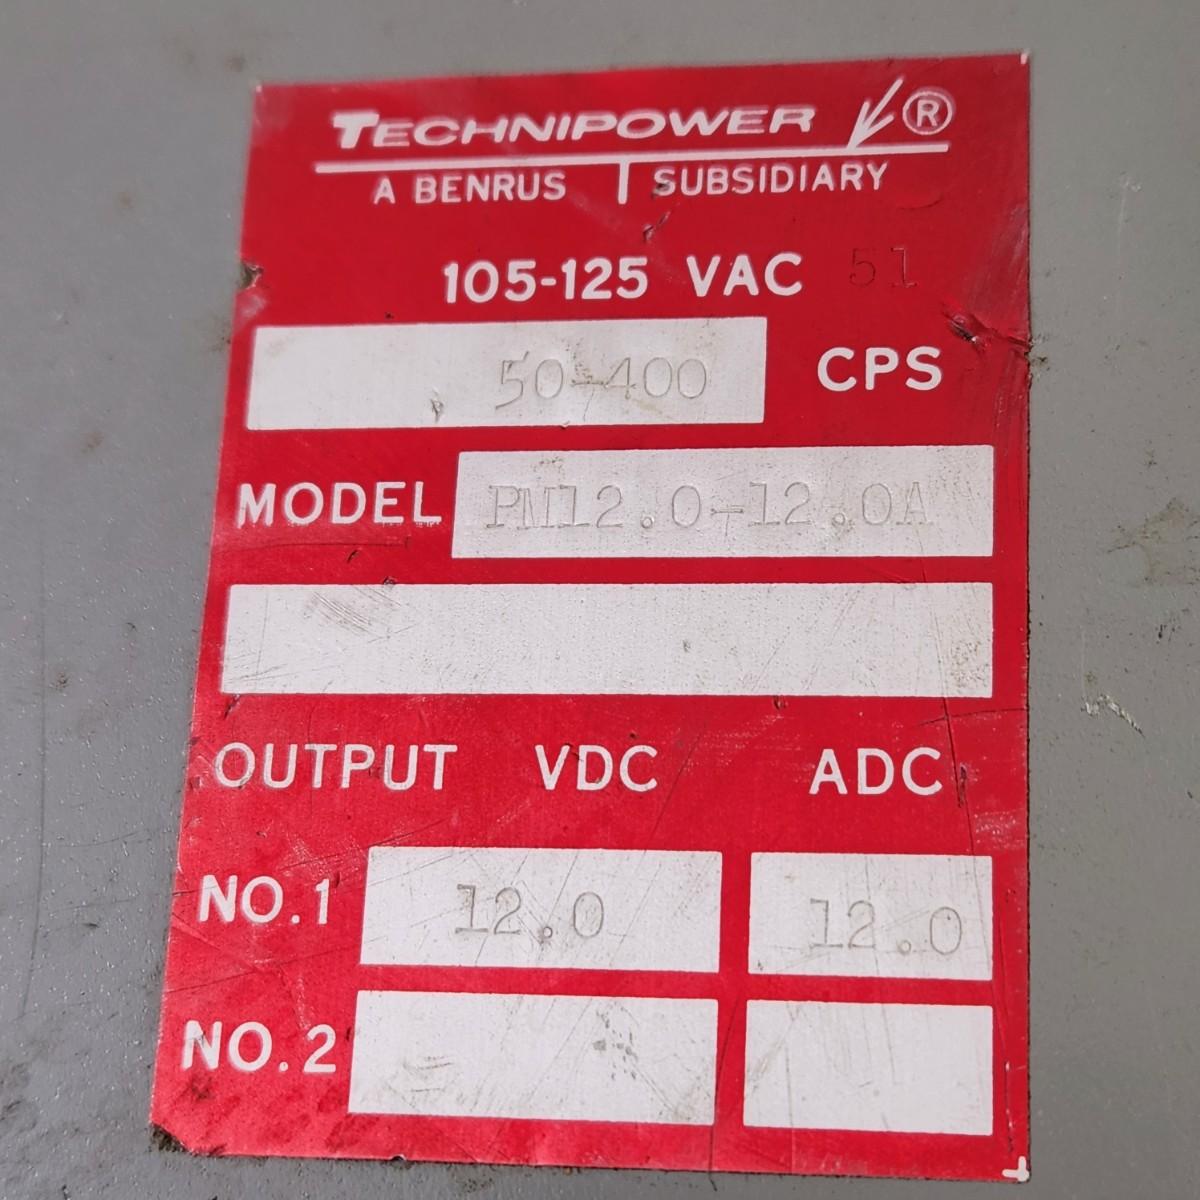 TECHNIPOWER ®
A BENRUS SUBSIDIARY
105-125 VAC 51
50-400 CPS
MODEL PM12.0-12.0A
OUTPUT VDC ADC
NO.1 12.0 12.0
NO.2